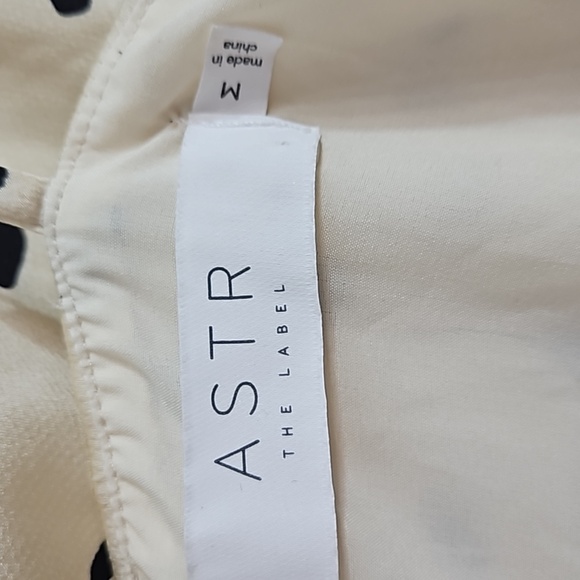 ASTR
THE LABEL
M
made in
china